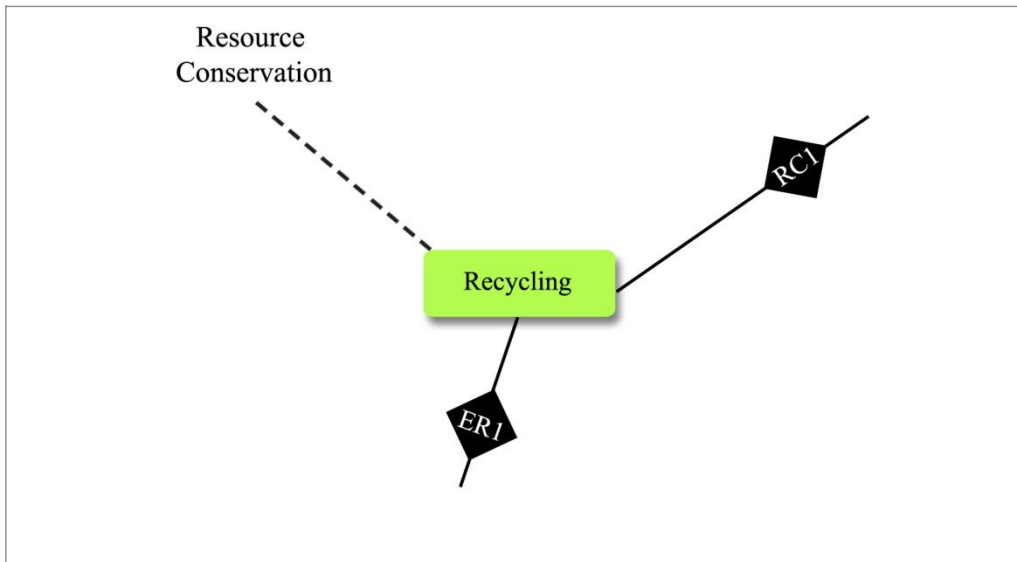 Resource
Conservation
RC1
Recycling
ER1